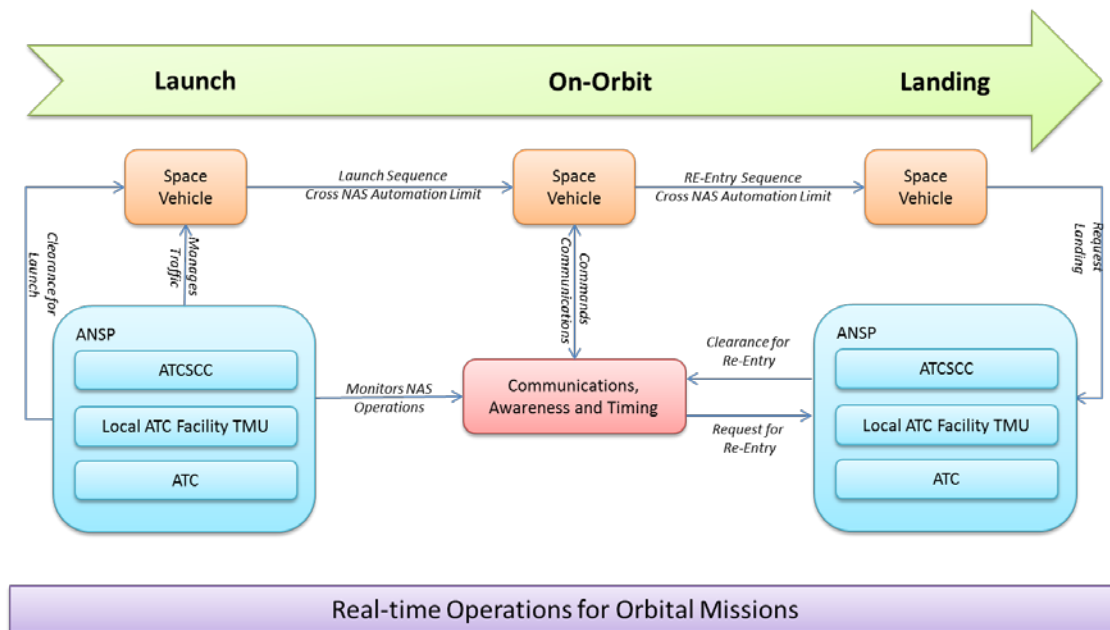 Launch
On-Orbit
Landing
Space
Vehicle
Launch Sequence
Cross NAS Automation Limit
Space
Vehicle
RE-Entry Sequence
Cross NAS Automation Limit
Space
Vehicle
Clearance for
Launch
Manages
Traffic
Commands
Communications
Request
Landing
ANSP
ATCSCC
Local ATC Facility TMU
ATC
Monitors NAS
Operations
Communications,
Awareness and Timing
Clearance for
Re-Entry
Request for
Re-Entry
ANSP
ATCSCC
Local ATC Facility TMU
ATC
Real-time Operations for Orbital Missions